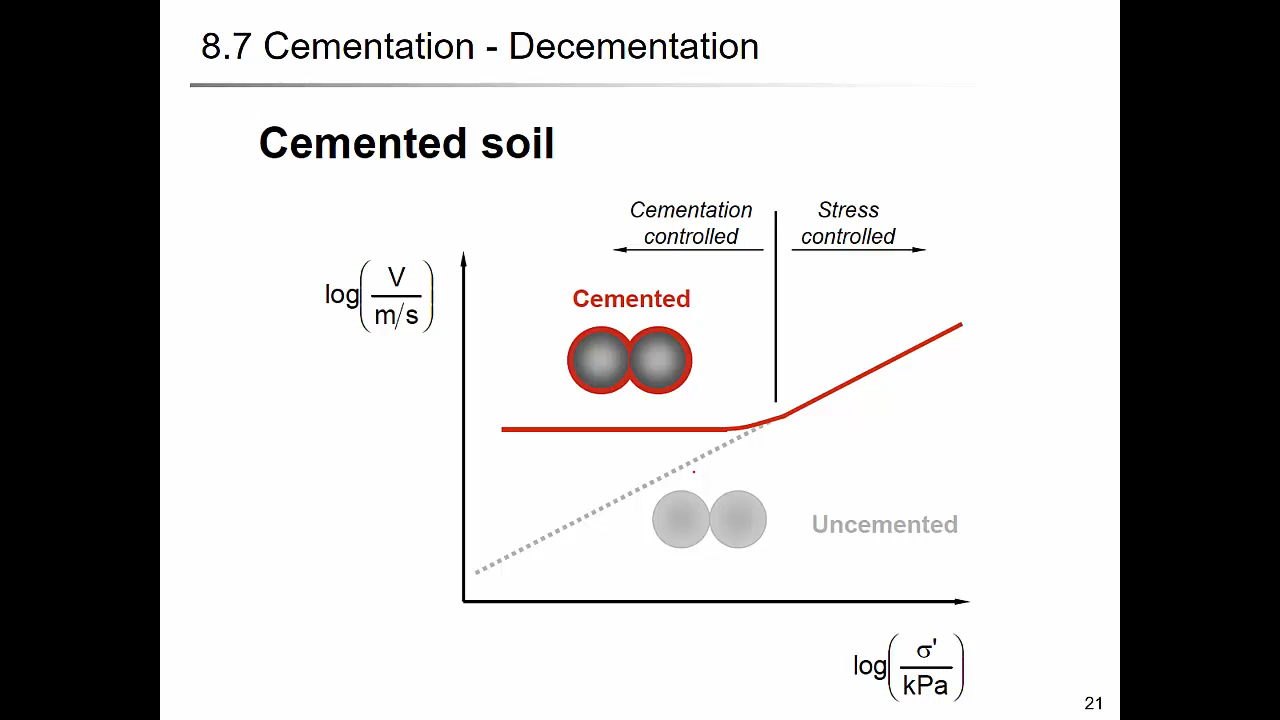 8.7 Cementation - Decementation
Cemented soil
Cementation
controlled
Stress
controlled
log(V/m/s)
Cemented
Uncemented
log(σ'/kPa)
21